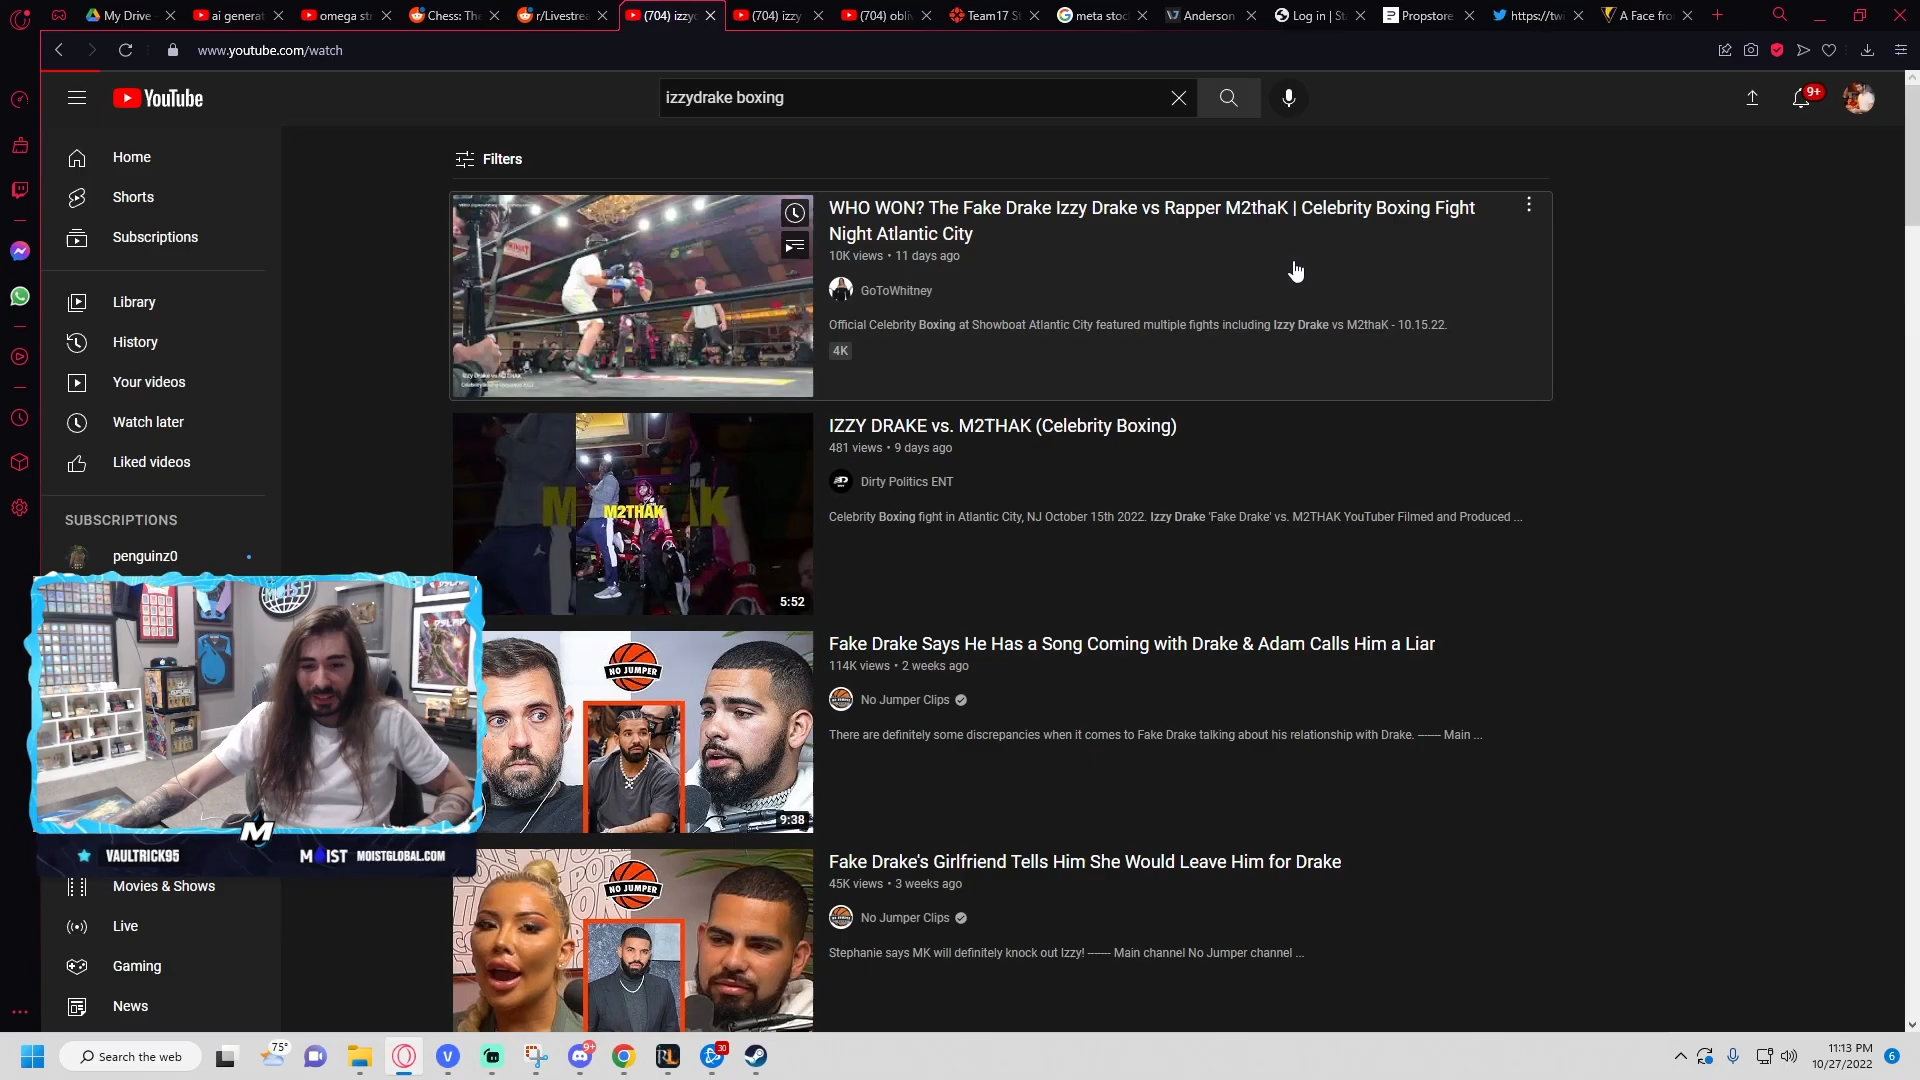 My Drive
ai generat
omega str
Chess: The
r/Livestrea
(704) izzyd
(704) izzy
(704) obliv
Team17 St
meta stoc
Anderson
Log in | St
Propstore
https://twi
A Face fro
www.youtube.com/watch
YouTube
izzydrake boxing
9+
Home
Shorts
Subscriptions
Library
History
Your videos
Watch later
Liked videos
SUBSCRIPTIONS
penguinz0
Filters
WHO WON? The Fake Drake Izzy Drake vs Rapper M2thaK | Celebrity Boxing Fight
Night Atlantic City
10K views • 11 days ago
GoToWhitney
Official Celebrity Boxing at Showboat Atlantic City featured multiple fights including Izzy Drake vs M2thaK - 10.15.22.
4K
IZZY DRAKE vs. M2THAK (Celebrity Boxing)
481 views • 9 days ago
Dirty Politics ENT
Celebrity Boxing fight in Atlantic City, NJ October 15th 2022. Izzy Drake 'Fake Drake' vs. M2THAK YouTuber Filmed and Produced ...
M2THAK
5:52
Fake Drake Says He Has a Song Coming with Drake & Adam Calls Him a Liar
114K views • 2 weeks ago
No Jumper Clips
There are definitely some discrepancies when it comes to Fake Drake talking about his relationship with Drake. ------- Main ...
NO JUMPER
9:38
Fake Drake's Girlfriend Tells Him She Would Leave Him for Drake
45K views • 3 weeks ago
No Jumper Clips
Stephanie says MK will definitely knock out Izzy! ------- Main channel No Jumper channel ...
NO JUMPER
MOIST
VAULTRICK95
MOIST
MOISTGLOBAL.COM
Movies & Shows
Live
Gaming
News
Search the web
75°
9+
30
11:13 PM
10/27/2022
6